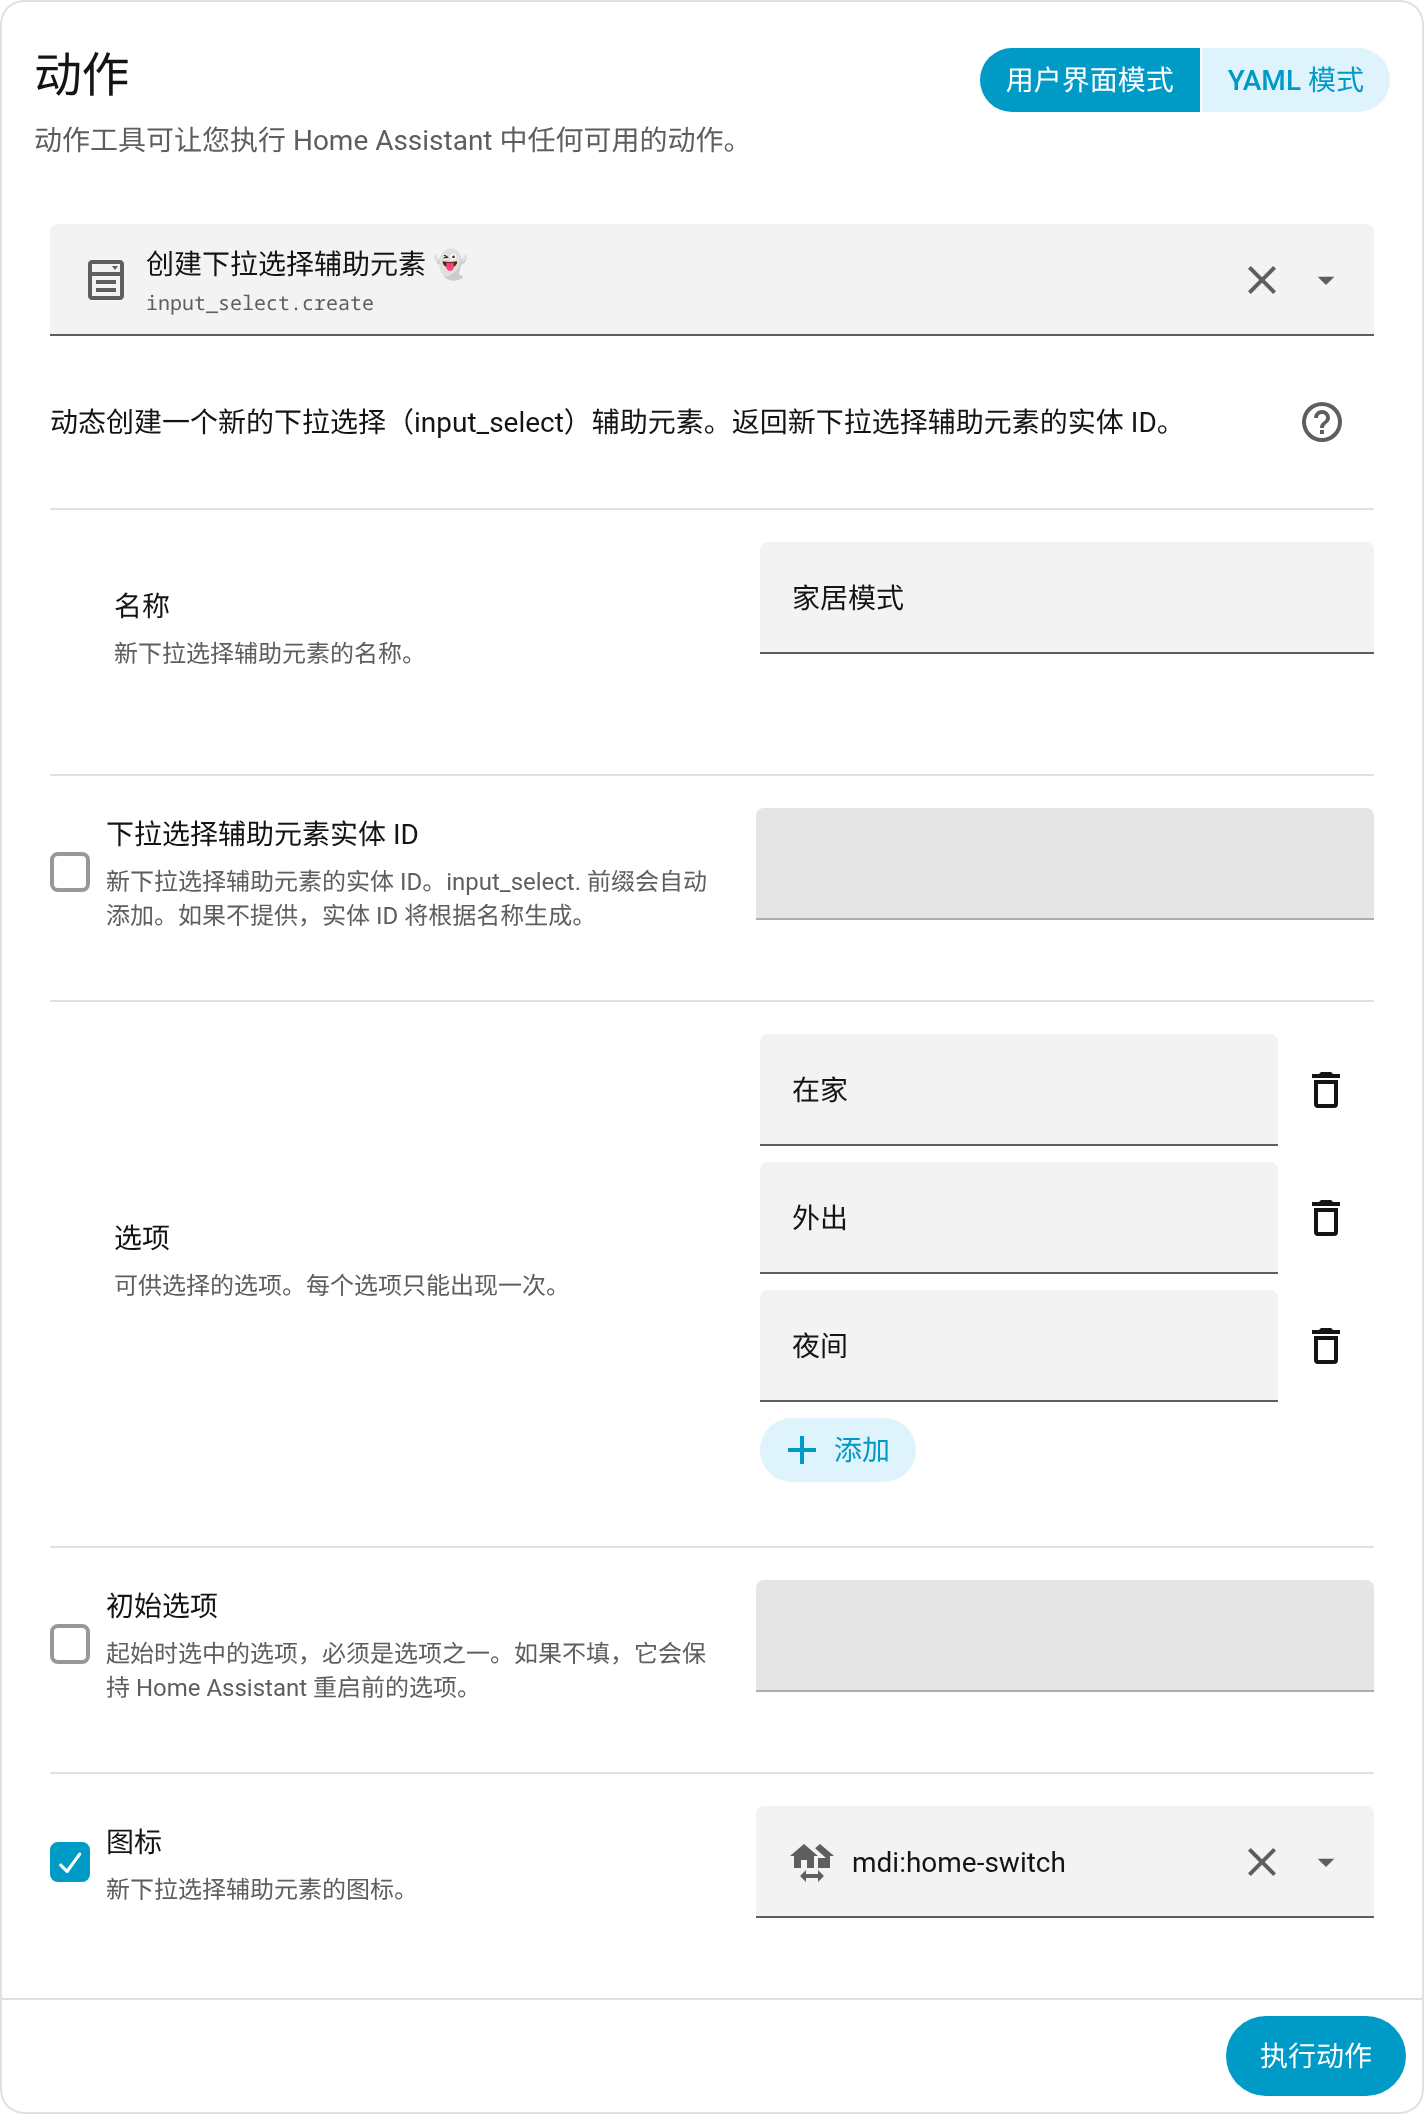 动作
用户界面模式
YAML 模式
动作工具可让您执行 Home Assistant 中任何可用的动作。
创建下拉选择辅助元素 👻
input_select.create
动态创建一个新的下拉选择（input_select）辅助元素。返回新下拉选择辅助元素的实体 ID。
名称
新下拉选择辅助元素的名称。
家居模式
下拉选择辅助元素实体 ID
新下拉选择辅助元素的实体 ID。input_select. 前缀会自动
添加。如果不提供，实体 ID 将根据名称生成。
选项
可供选择的选项。每个选项只能出现一次。
在家
外出
夜间
添加
初始选项
起始时选中的选项，必须是选项之一。如果不填，它会保
持 Home Assistant 重启前的选项。
图标
新下拉选择辅助元素的图标。
mdi:home-switch
执行动作